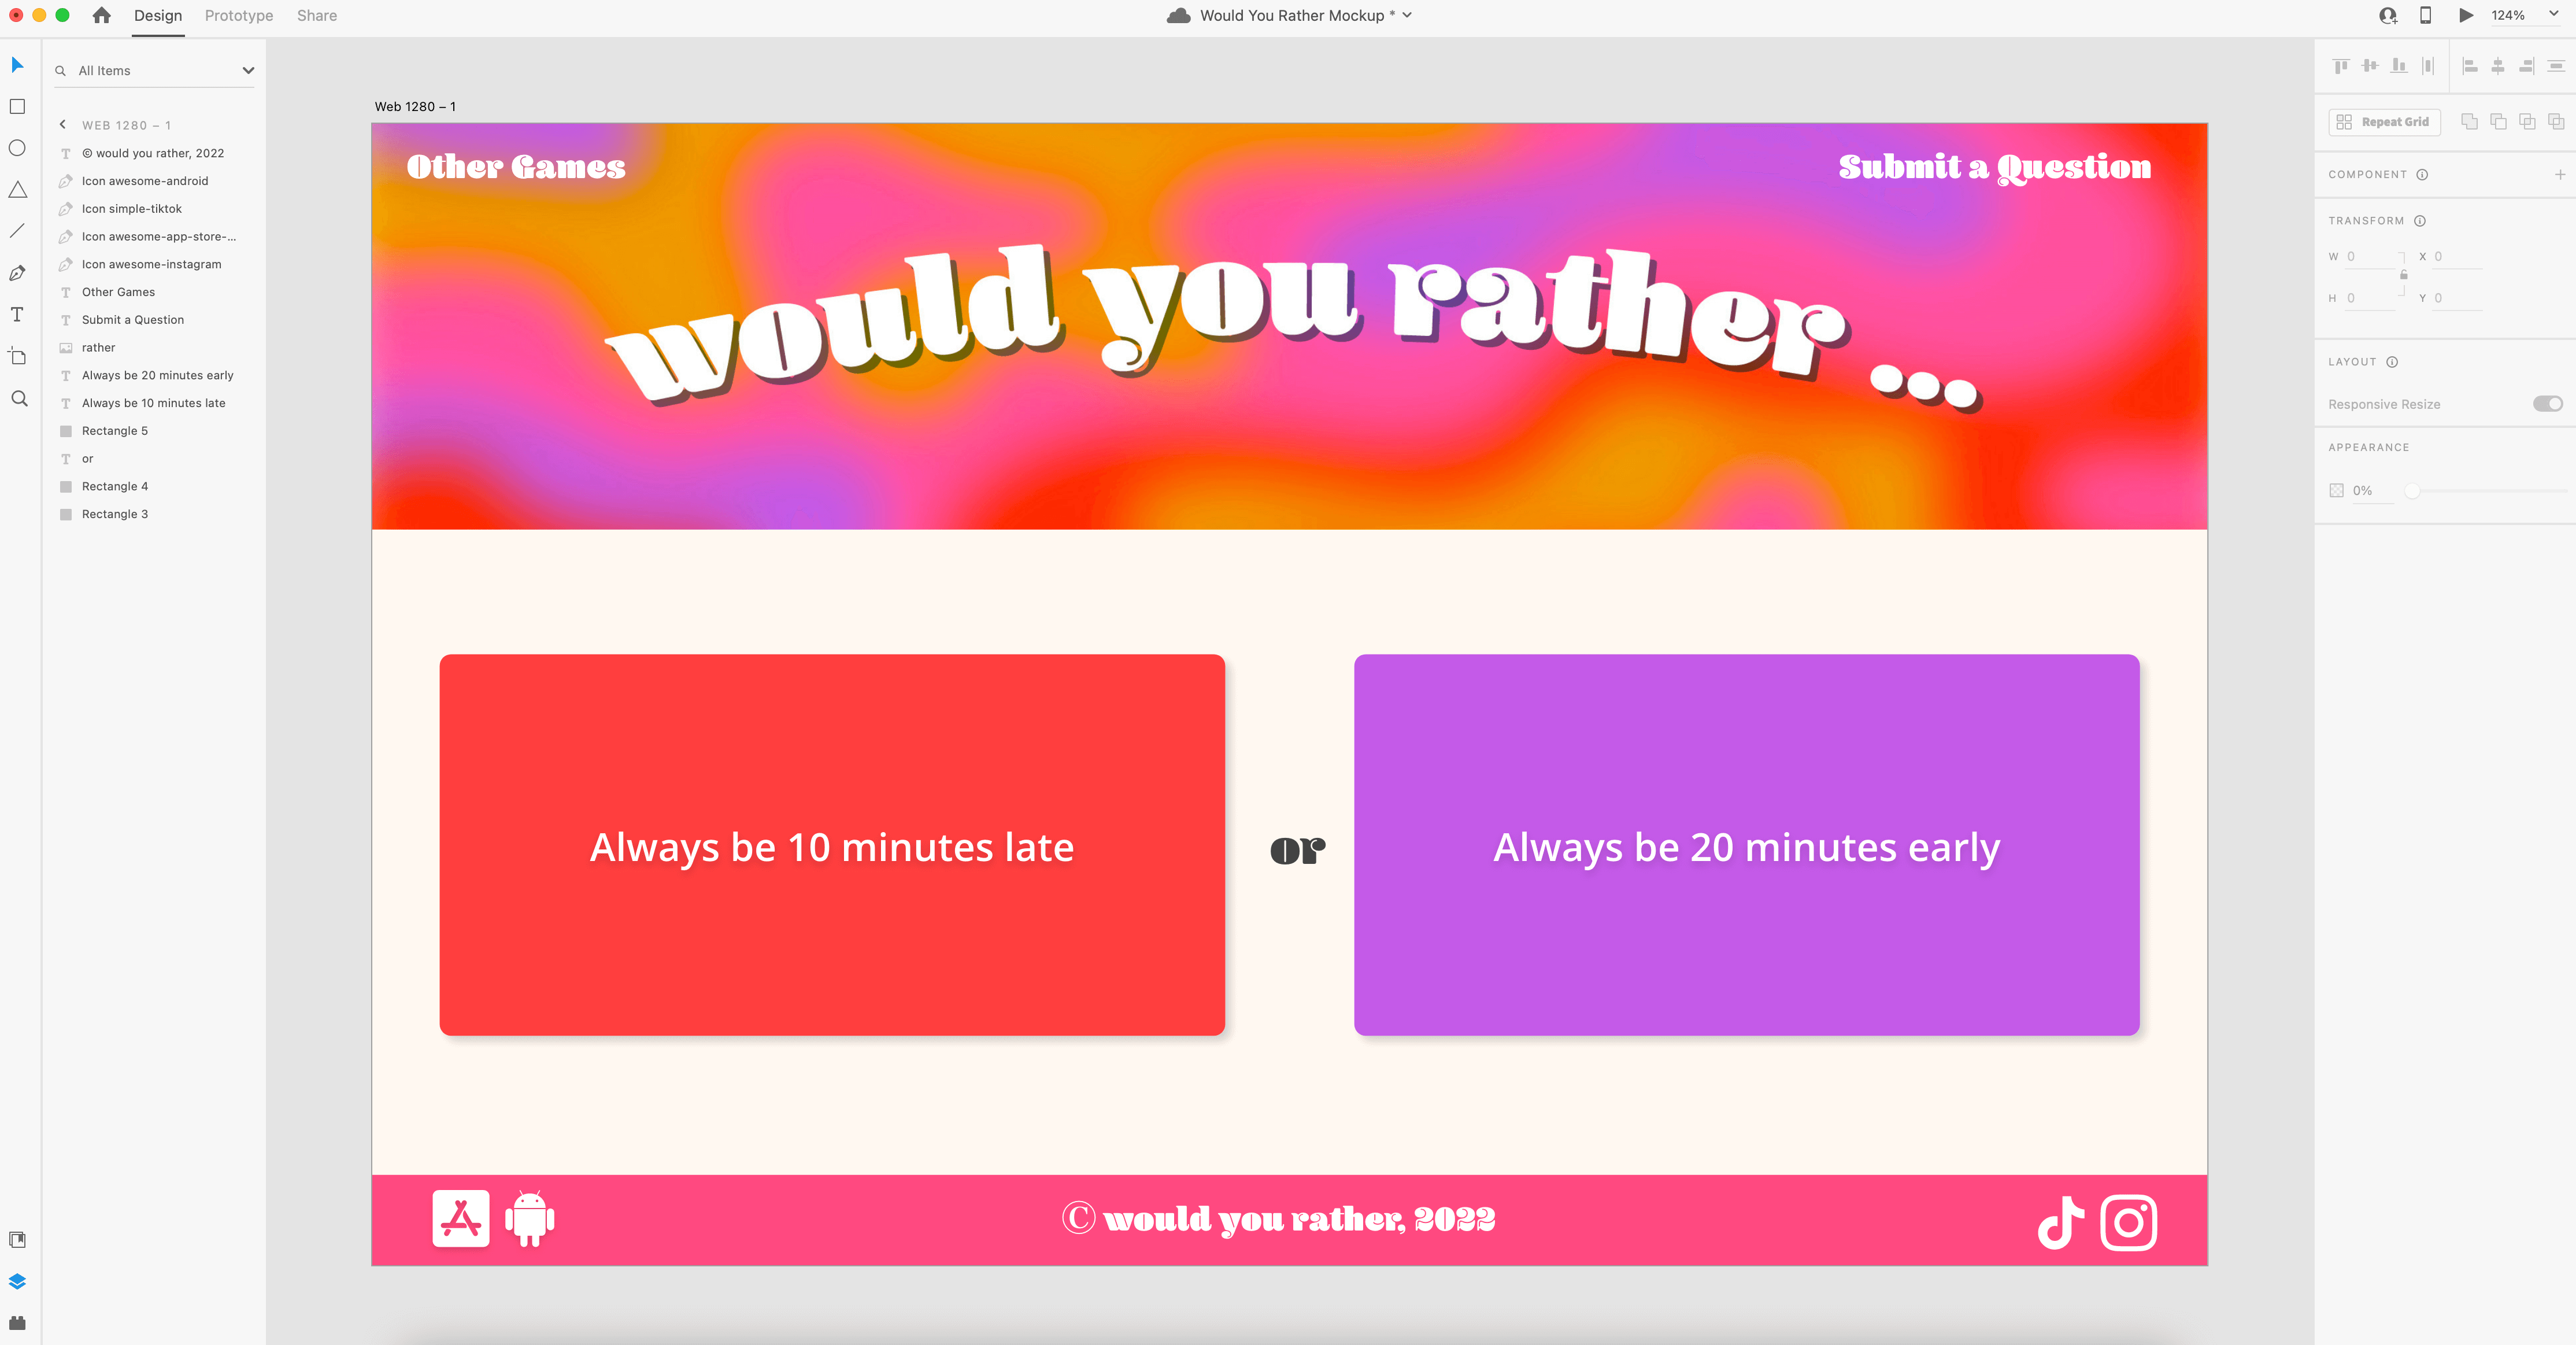 Design Prototype Share
Would You Rather Mockup *
124%
All Items
WEB 1280 – 1
© would you rather, 2022
Icon awesome-android
Icon simple-tiktok
Icon awesome-app-store-...
Icon awesome-instagram
Other Games
Submit a Question
rather
Always be 20 minutes early
Always be 10 minutes late
Rectangle 5
or
Rectangle 4
Rectangle 3
Web 1280 – 1
Other Games
Submit a Question
would you rather ...
Always be 10 minutes late
or
Always be 20 minutes early
© would you rather, 2022
Repeat Grid
COMPONENT
TRANSFORM
W 0 X 0
H 0 Y 0
LAYOUT
Responsive Resize
APPEARANCE
0%